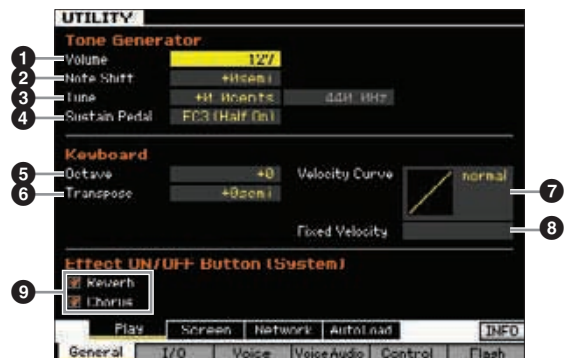 UTILITY
Tone Generator
1 Volume 127
2 Note Shift +0semi
3 Tune +0.0cents 440.0Hz
4 Sustain Pedal FC3 (Half On)
Keyboard
5 Octave +0 Velocity Curve normal 7
6 Transpose +0semi
Fixed Velocity 8
Effect ON/OFF Button (System)
9 Reverb
Chorus
Play Screen Network AutoLoad INFO
General I/O Voice VoiceAudio Control Flash